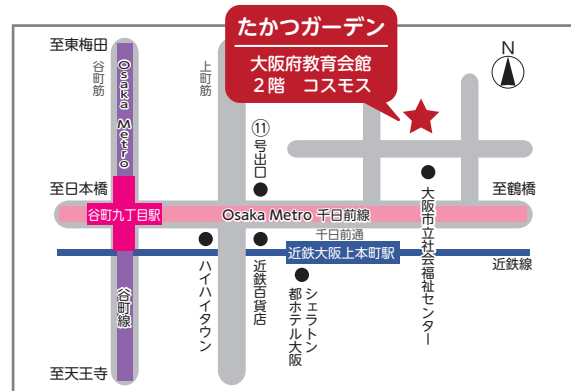 たかつガーデン
大阪府教育会館
2階 コスモス
N
至東梅田
谷町筋
Osaka Metro
上町筋
⑪号出口
至日本橋
至鶴橋
谷町九丁目駅
Osaka Metro 千日前線
千日前通
近鉄大阪上本町駅
近鉄線
谷町線
ハイハイタウン
近鉄百貨店
シェラトン
都ホテル大阪
大阪市立社会福祉センター
至天王寺